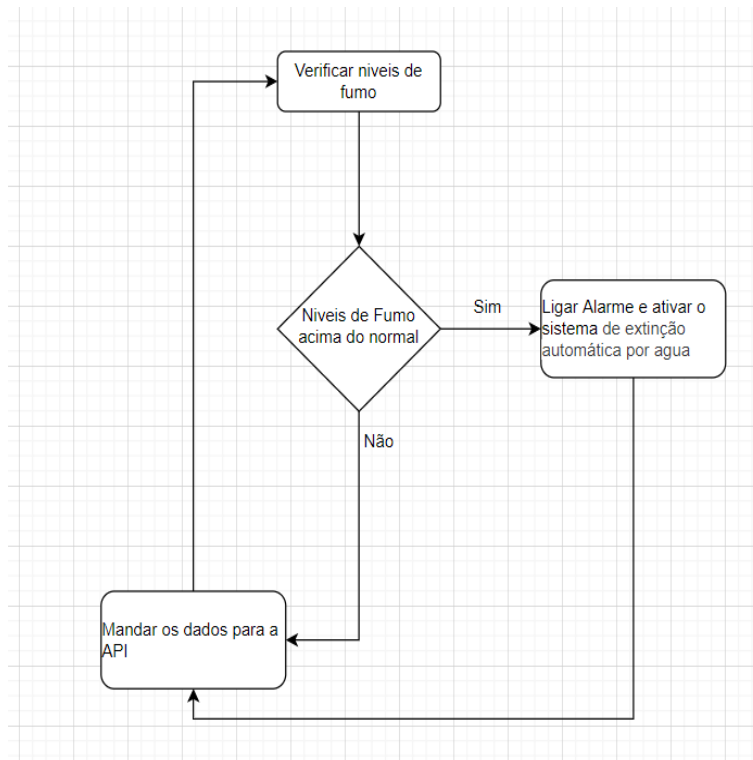 Verificar niveis de
fumo
Niveis de Fumo
acima do normal
Sim
Ligar Alarme e ativar o
sistema de extinção
automática por agua
Não
Mandar os dados para a
API